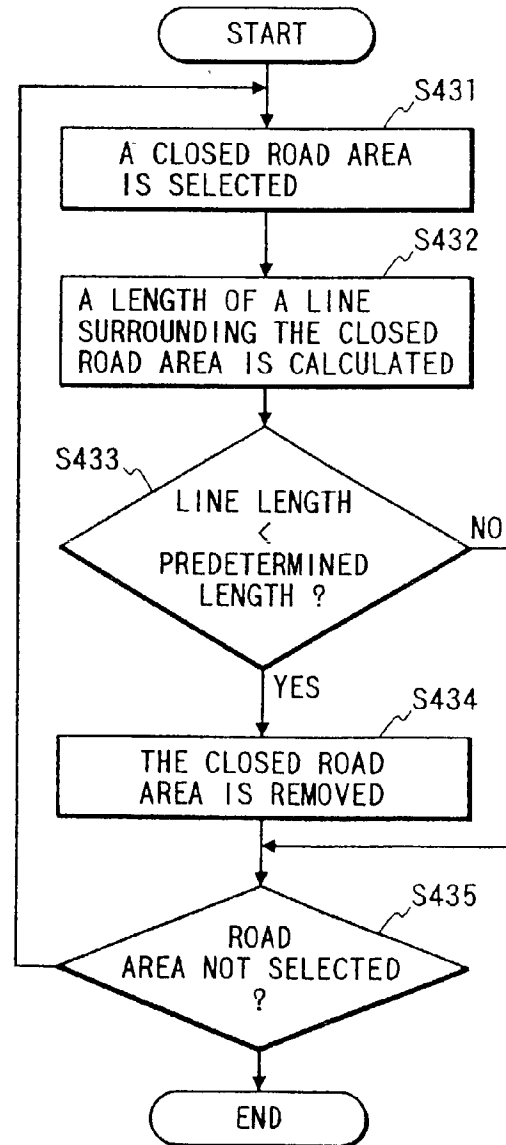 START
S431
A CLOSED ROAD AREA
IS SELECTED
S432
A LENGTH OF A LINE
SURROUNDING THE CLOSED
ROAD AREA IS CALCULATED
S433
LINE LENGTH
<
PREDETERMINED
LENGTH ?
NO
YES
S434
THE CLOSED ROAD
AREA IS REMOVED
S435
ROAD
AREA NOT SELECTED
?
END